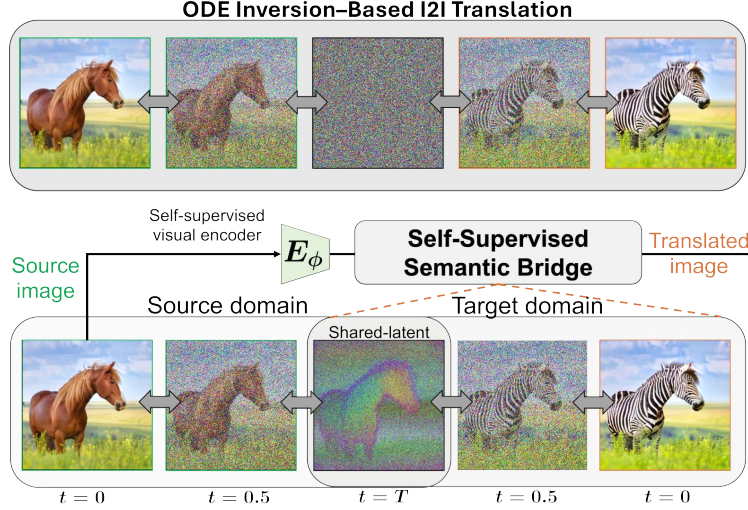 ODE Inversion–Based I2I Translation
Self-supervised
visual encoder
E_ϕ
Self-Supervised
Semantic Bridge
Translated
image
Source
image
Source domain
Target domain
Shared-latent
t = 0
t = 0.5
t = T
t = 0.5
t = 0